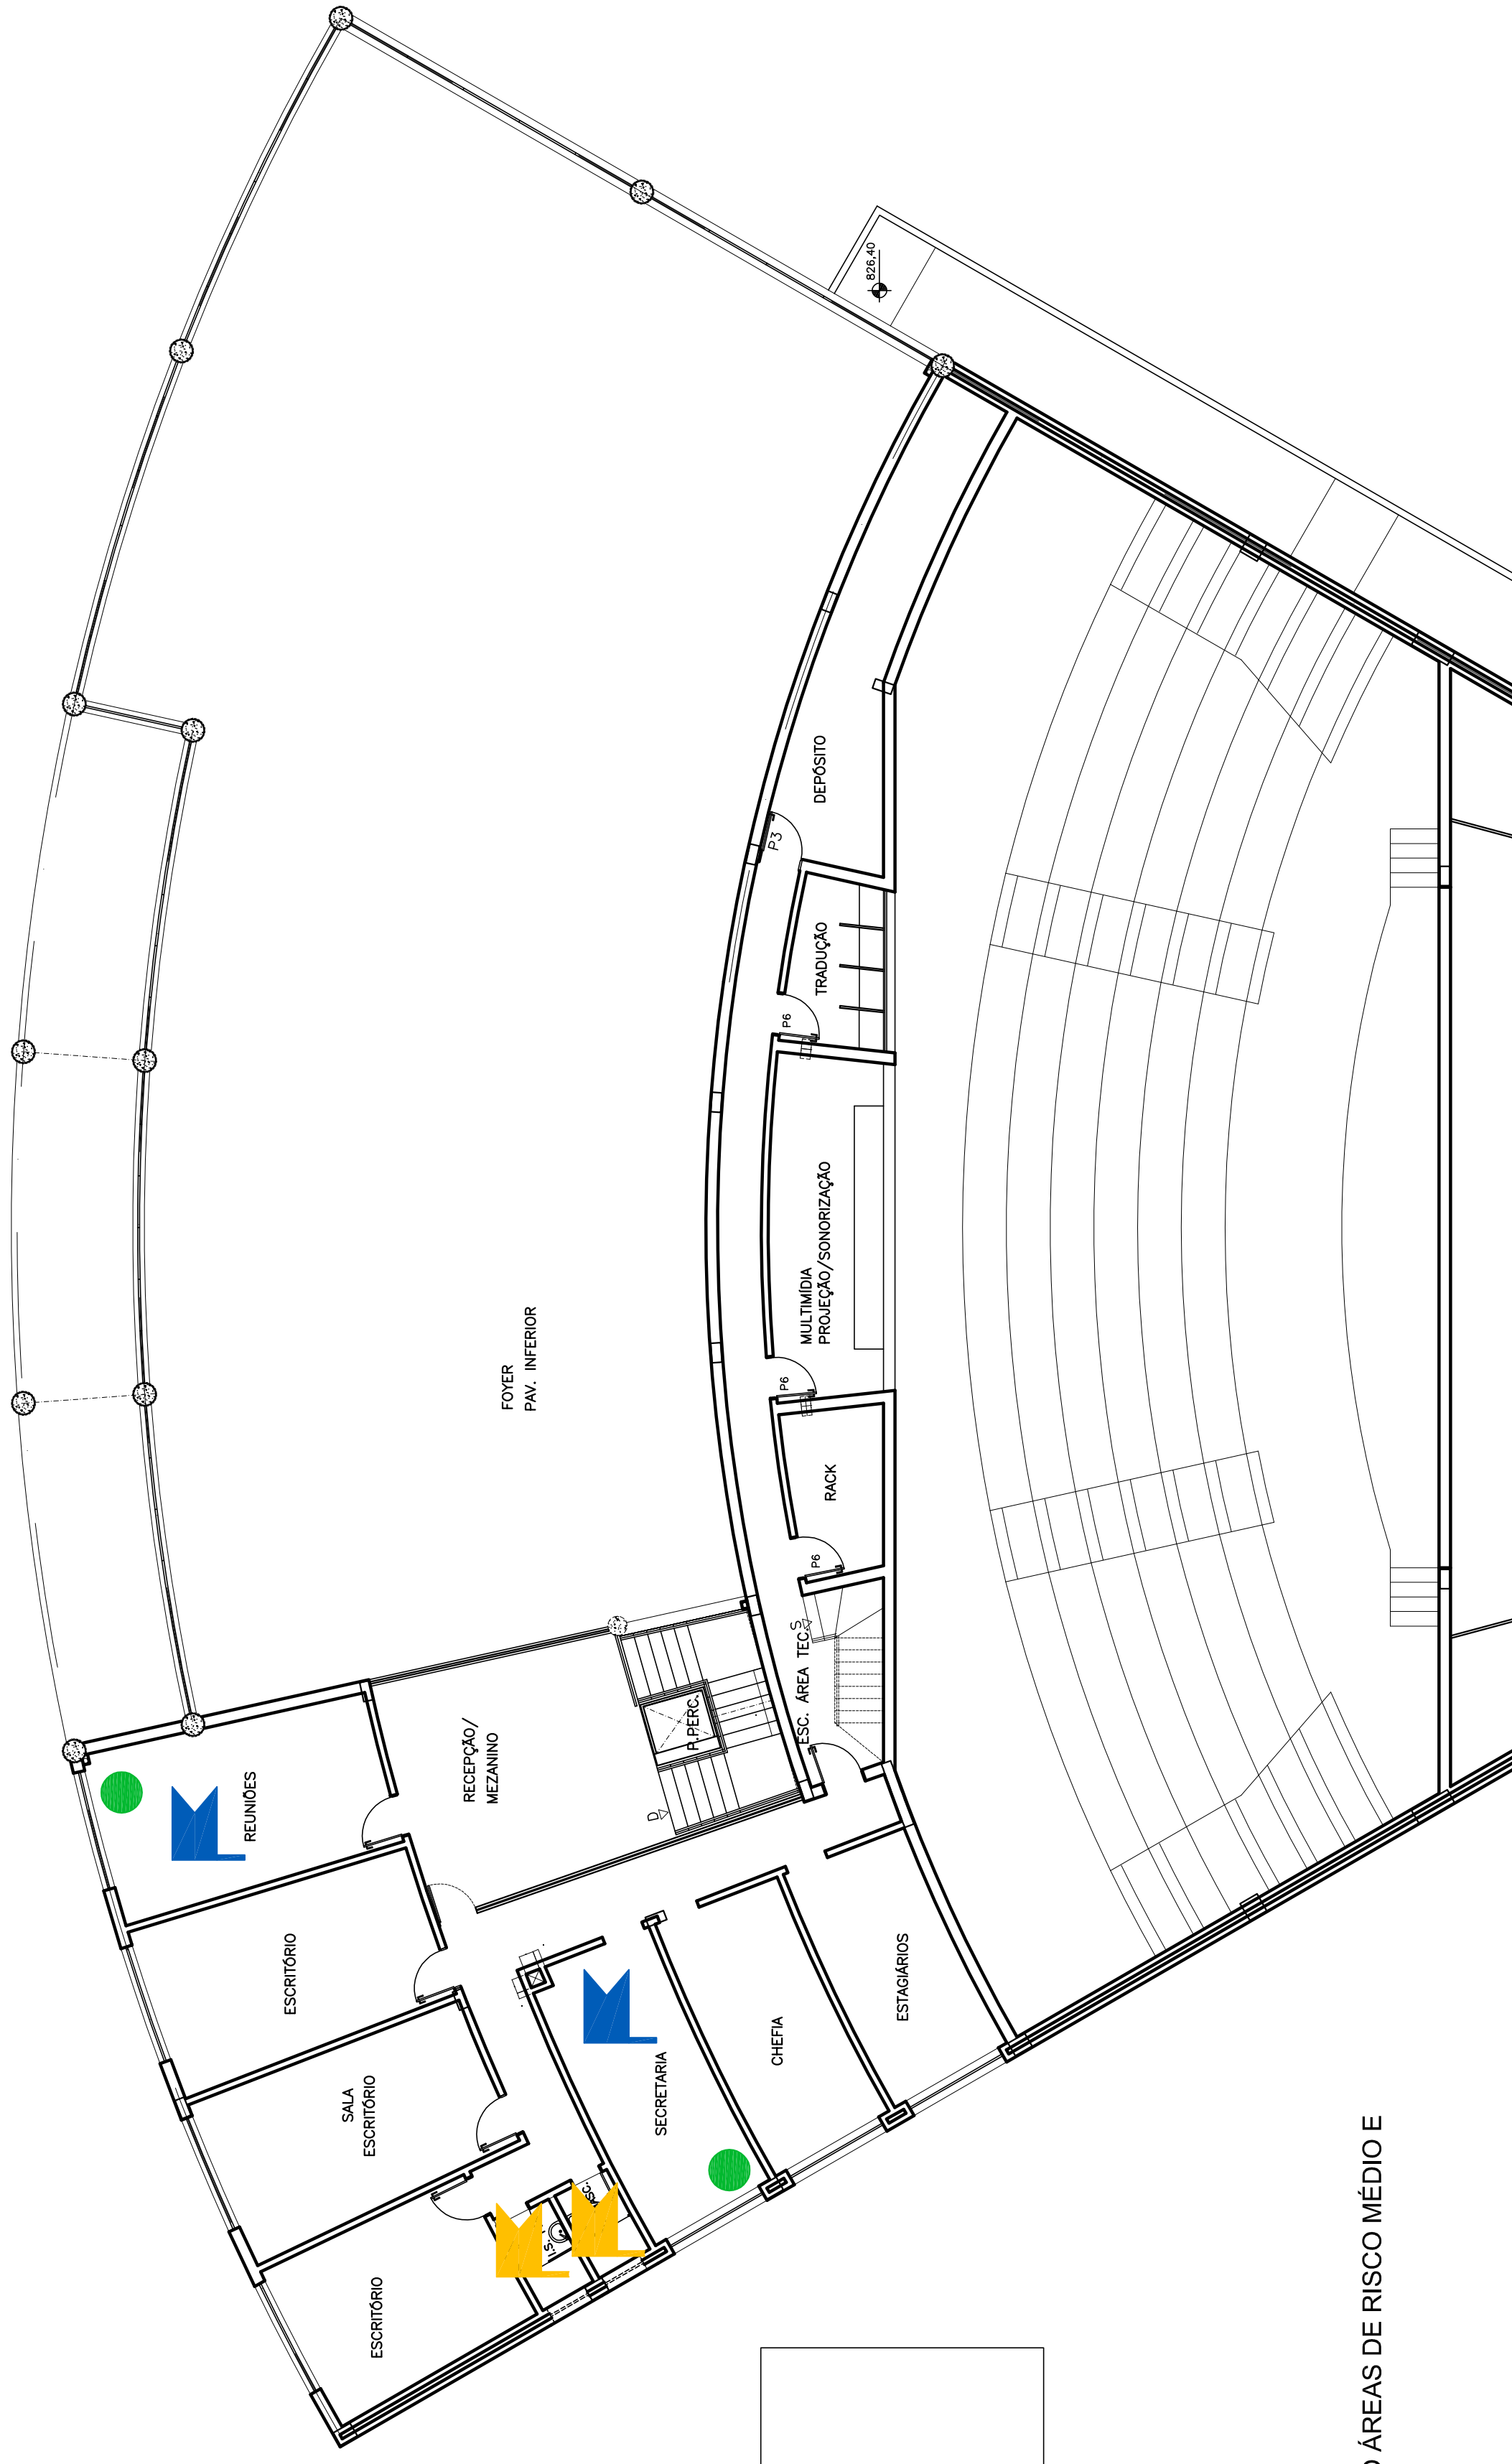 826,40
DEPÓSITO
P3
TRADUÇÃO
P6
MULTIMÍDIA
PROJEÇÃO/SONORIZAÇÃO
FOYER
PAV. INFERIOR
P6
RACK
P6
S
ESC. ÁREA TEC.
P.PERC.
D
RECEPÇÃO/
MEZANINO
REUNIÕES
ESCRITÓRIO
SALA
ESCRITÓRIO
ESCRITÓRIO
SECRETARIA
CHEFIA
ESTAGIÁRIOS
I.S.
ÁREAS DE RISCO MÉDIO E